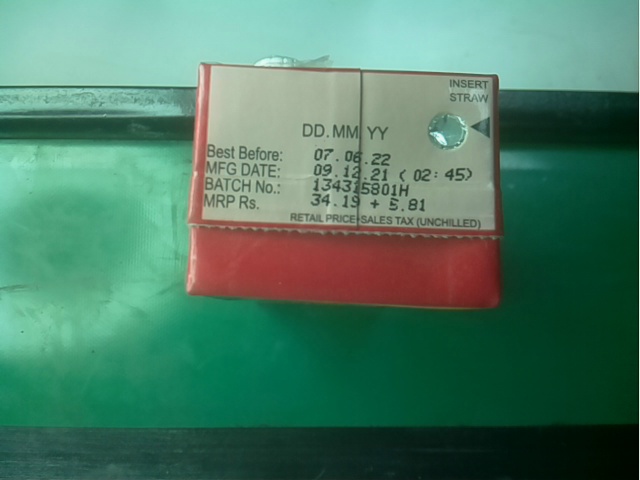 INSERT
STRAW
DD.MM.YY
Best Before: 07.06.22
MFG DATE: 09.12.21 (02:45)
BATCH No.: 134315801H
MRP Rs. 34.19 + 5.81
RETAIL PRICE+SALES TAX (UNCHILLED)